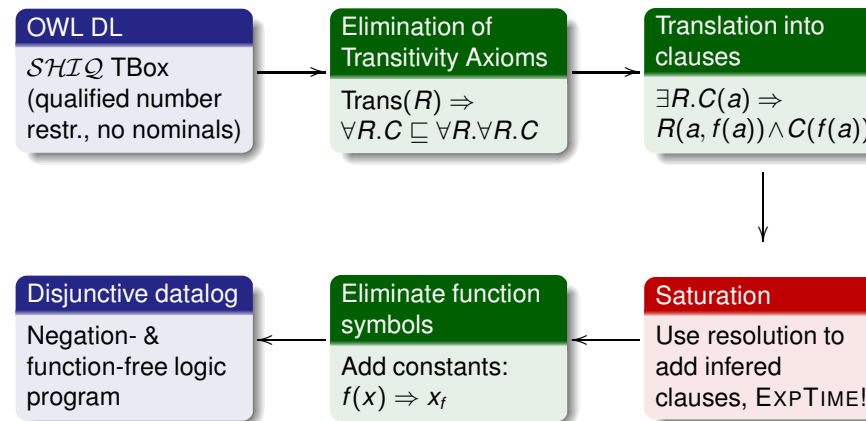 OWL DL
𝒮ℋℐ𝒬 TBox
(qualified number
restr., no nominals)
Elimination of
Transitivity Axioms
Trans(R) ⇒
∀R.C ⊑ ∀R.∀R.C
Translation into
clauses
∃R.C(a) ⇒
R(a, f(a))∧C(f(a))
Disjunctive datalog
Negation- &
function-free logic
program
Eliminate function
symbols
Add constants:
f(x) ⇒ x_f
Saturation
Use resolution to
add infered
clauses, EXPTIME!